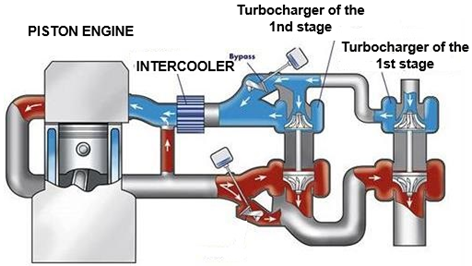 Turbocharger of the
1nd stage
PISTON ENGINE
Turbocharger of the
1st stage
Bypass
INTERCOOLER